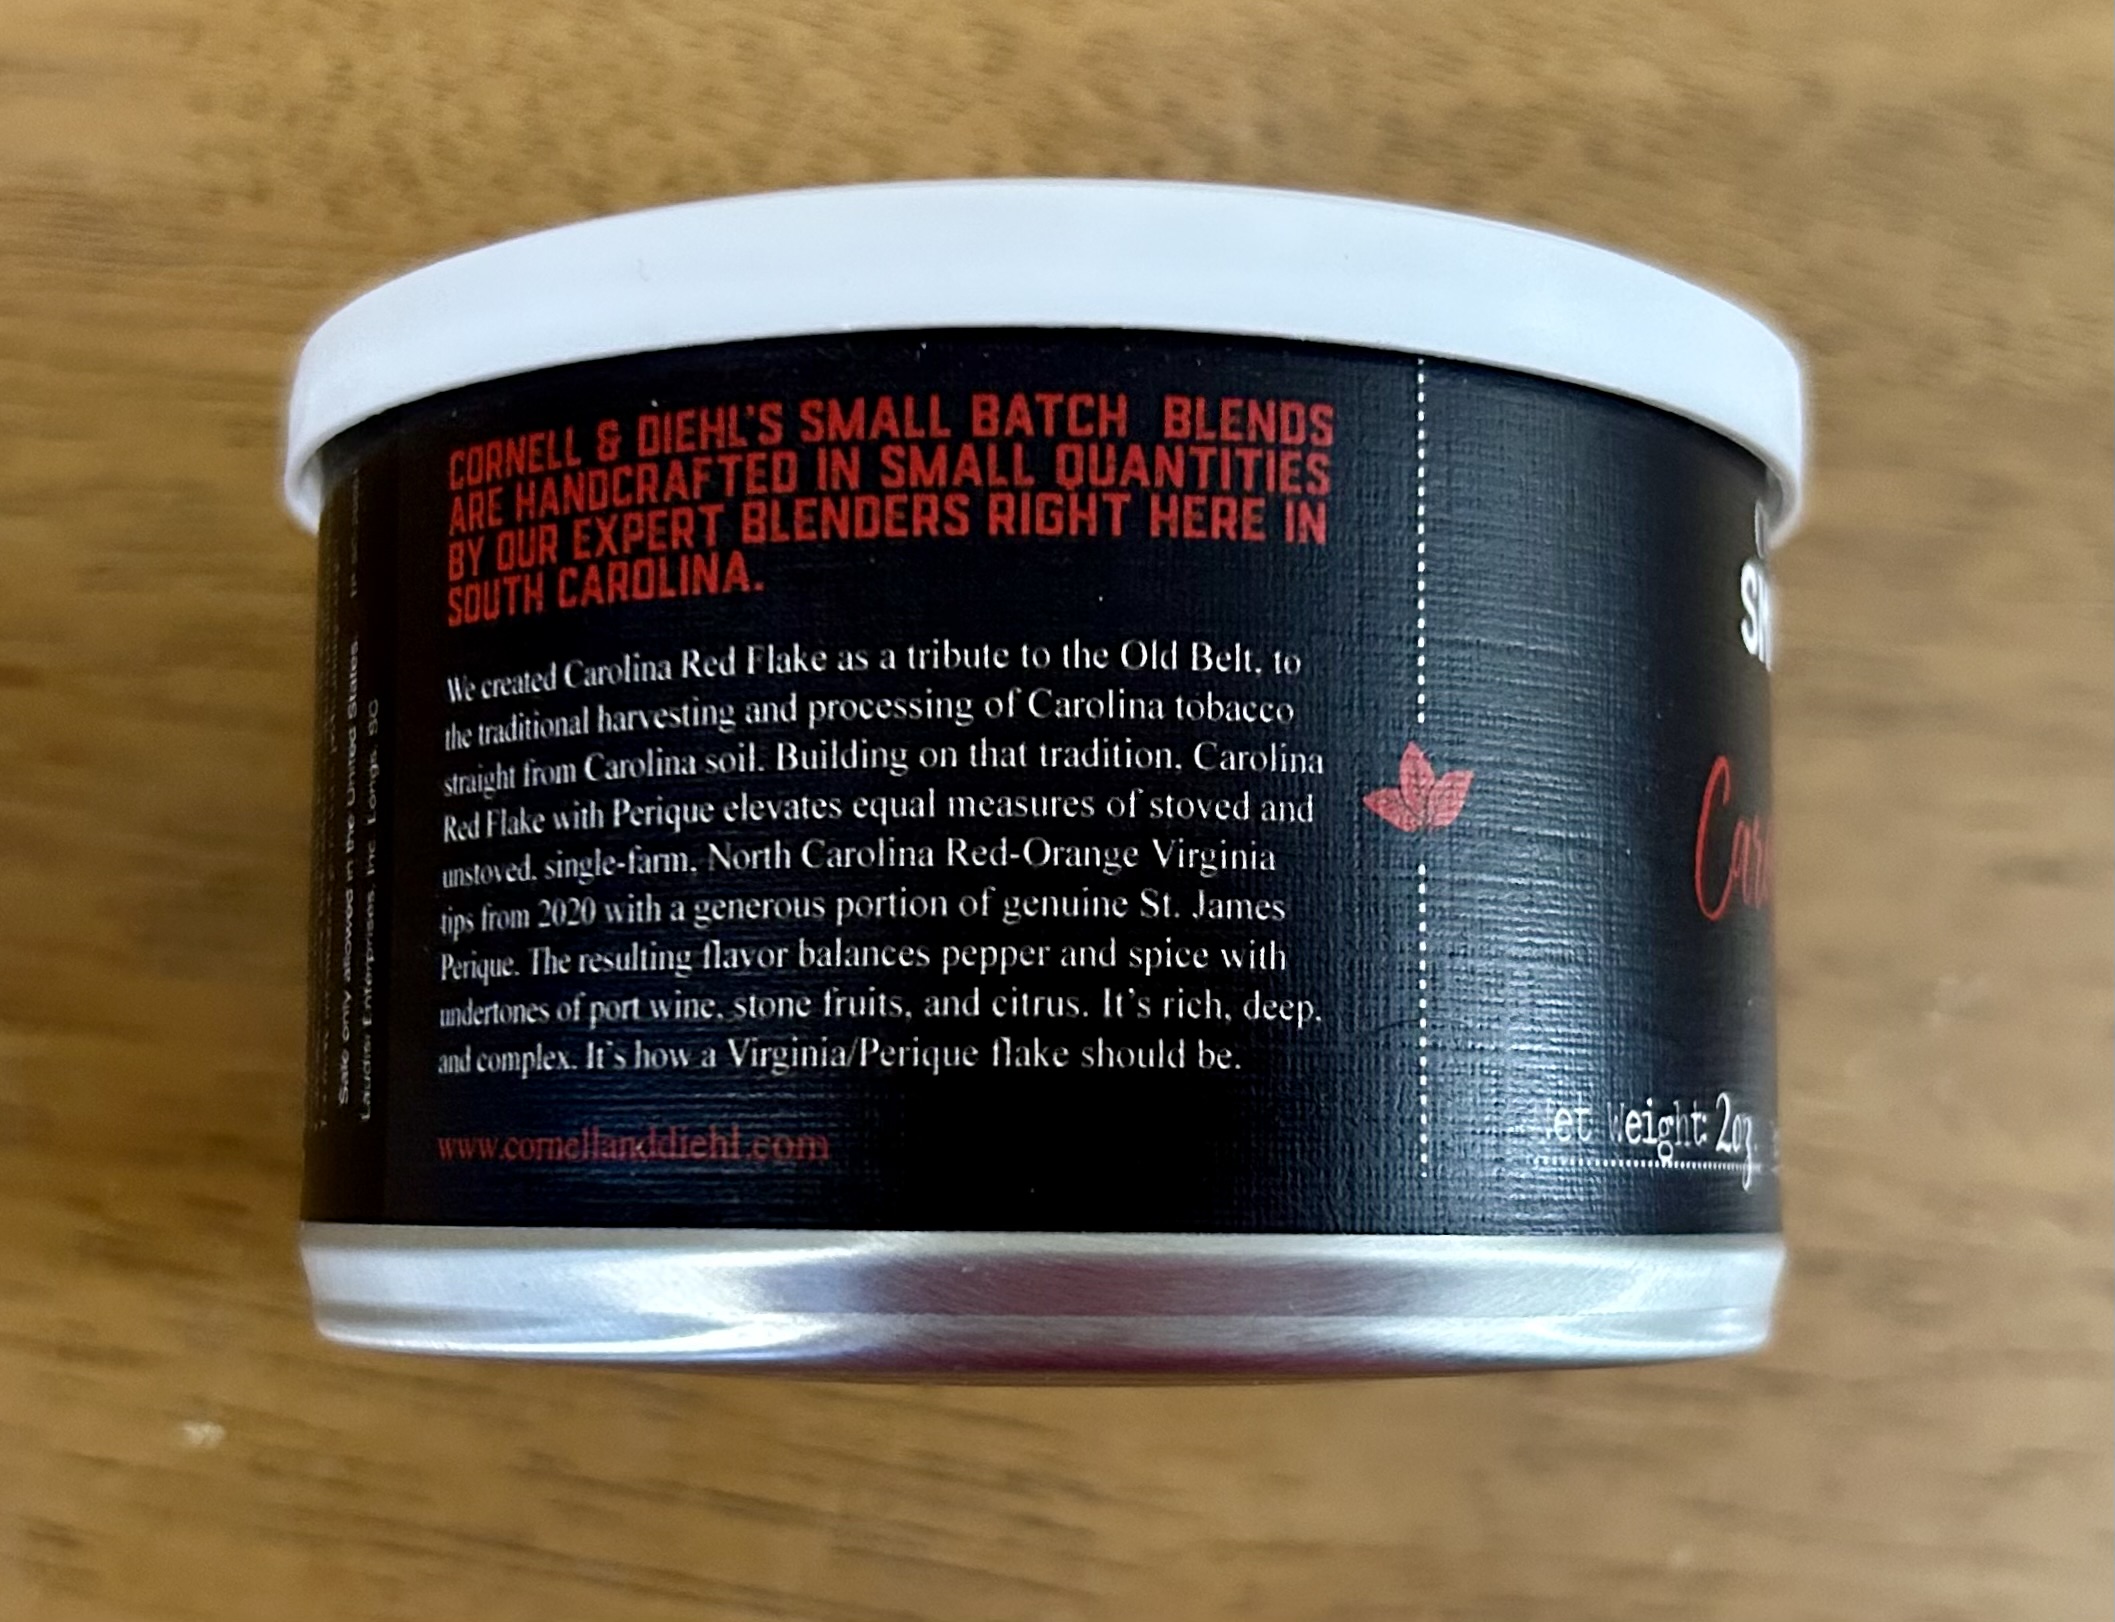 CORNELL & DIEHL'S SMALL BATCH BLENDS
ARE HANDCRAFTED IN SMALL QUANTITIES
BY OUR EXPERT BLENDERS RIGHT HERE IN
SOUTH CAROLINA.
We created Carolina Red Flake as a tribute to the Old Belt, to
the traditional harvesting and processing of Carolina tobacco
straight from Carolina soil. Building on that tradition, Carolina
Red Flake with Perique elevates equal measures of stoved and
unstoved, single-farm, North Carolina Red-Orange Virginia
tips from 2020 with a generous portion of genuine St. James
Perique. The resulting flavor balances pepper and spice with
undertones of port wine, stone fruits, and citrus. It's rich, deep,
and complex. It's how a Virginia/Perique flake should be.
www.cornellanddiehl.com
Sale only allowed in the United States.
Laudisi Enterprises, Inc. Longs, SC
Net Weight 2oz.